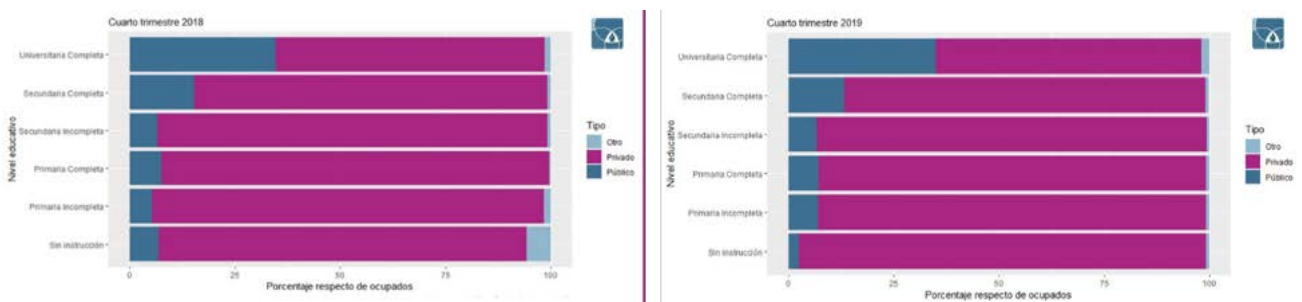 Cuarto trimestre 2018
Nivel educativo
Universitaria Completa
Secundaria Completa
Secundaria Incompleta
Primaria Completa
Primaria Incompleta
Sin instrucción
0 25 50 75 100
Porcentaje respecto de ocupados
Tipo
Otro
Privado
Público
Cuarto trimestre 2019
Nivel educativo
Universitaria Completa
Secundaria Completa
Secundaria Incompleta
Primaria Completa
Primaria Incompleta
Sin instrucción
0 25 50 75 100
Porcentaje respecto de ocupados
Tipo
Otro
Privado
Público